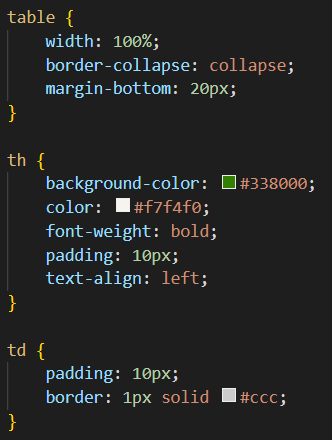 table {
    width: 100%;
    border-collapse: collapse;
    margin-bottom: 20px;
}

th {
    background-color: #338000;
    color: #f7f4f0;
    font-weight: bold;
    padding: 10px;
    text-align: left;
}

td {
    padding: 10px;
    border: 1px solid #ccc;
}